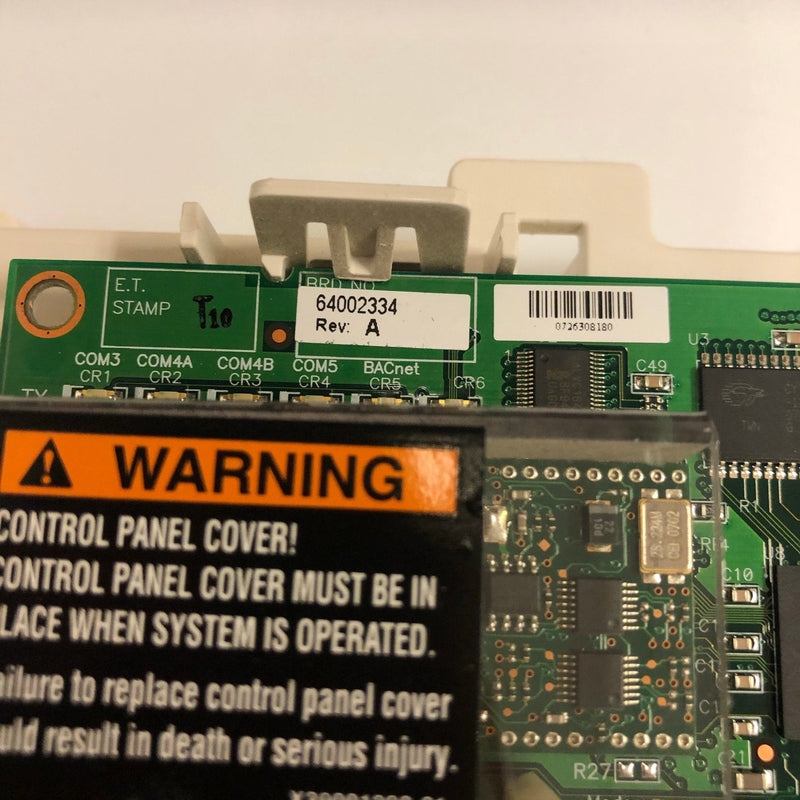 E.T.
STAMP
T10
BRD NO
64002334
Rev: A
0726308180
COM3 COM4A COM4B COM5 BACnet
CR1 CR2 CR3 CR4 CR5 CR6
TX
C49
U3
R1
WARNING
CONTROL PANEL COVER!
CONTROL PANEL COVER MUST BE IN
LACE WHEN SYSTEM IS OPERATED.
ailure to replace control panel cover
uld result in death or serious injury.
U8
C10
R27